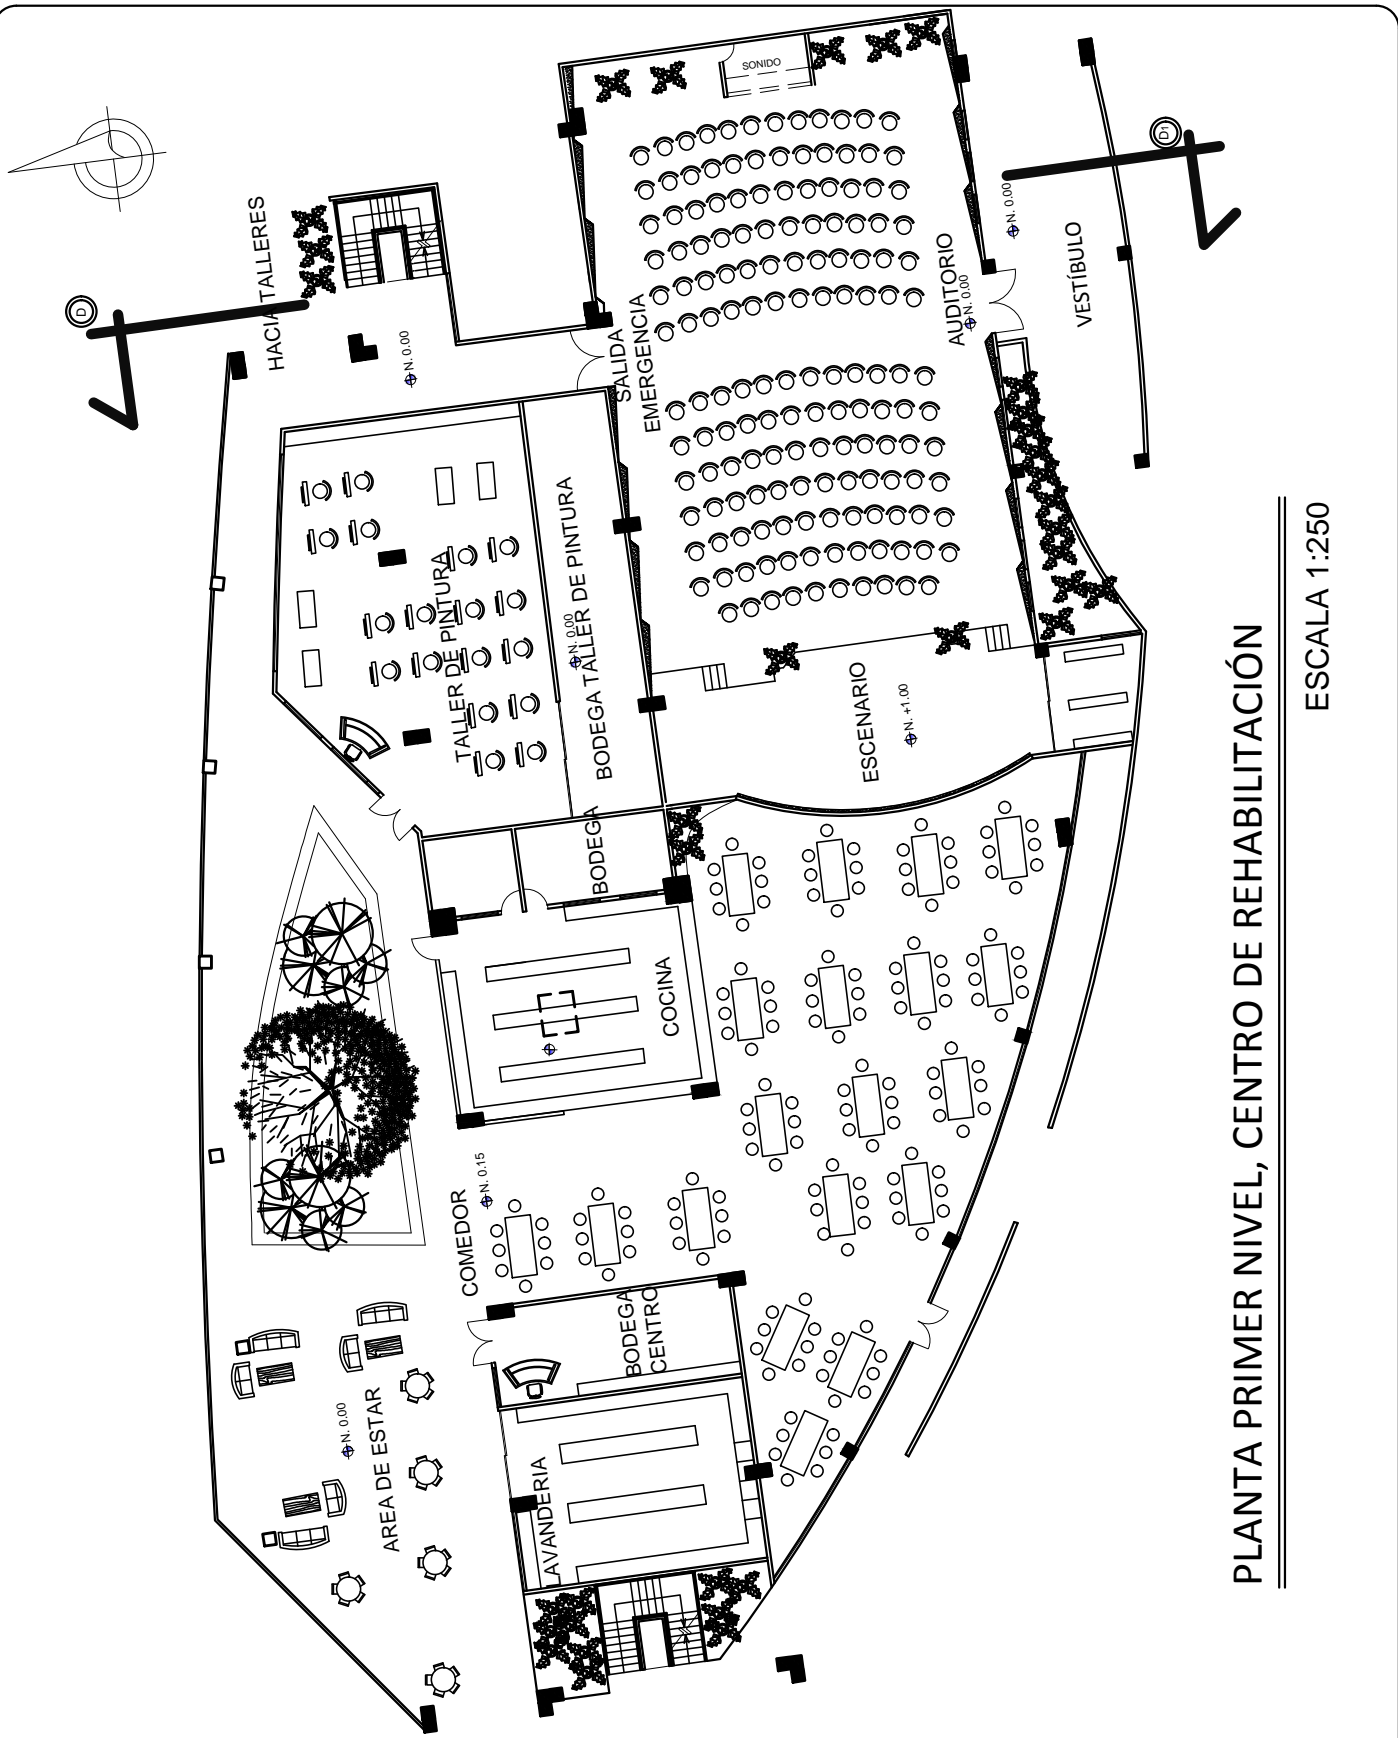 SONIDO
D1
N. 0.00
VESTÍBULO
AUDITORIO
N. 0.00
D
HACIA TALLERES
N. 0.00
SALIDA
EMERGENCIA
TALLER DE PINTURA
N. 0.00
BODEGA TALLER DE PINTURA
ESCENARIO
N. +1.00
BODEGA
COCINA
COMEDOR
N. 0.15
BODEGA
CENTRO
N. 0.00
AREA DE ESTAR
LAVANDERIA
PLANTA PRIMER NIVEL, CENTRO DE REHABILITACIÓN
ESCALA 1:250